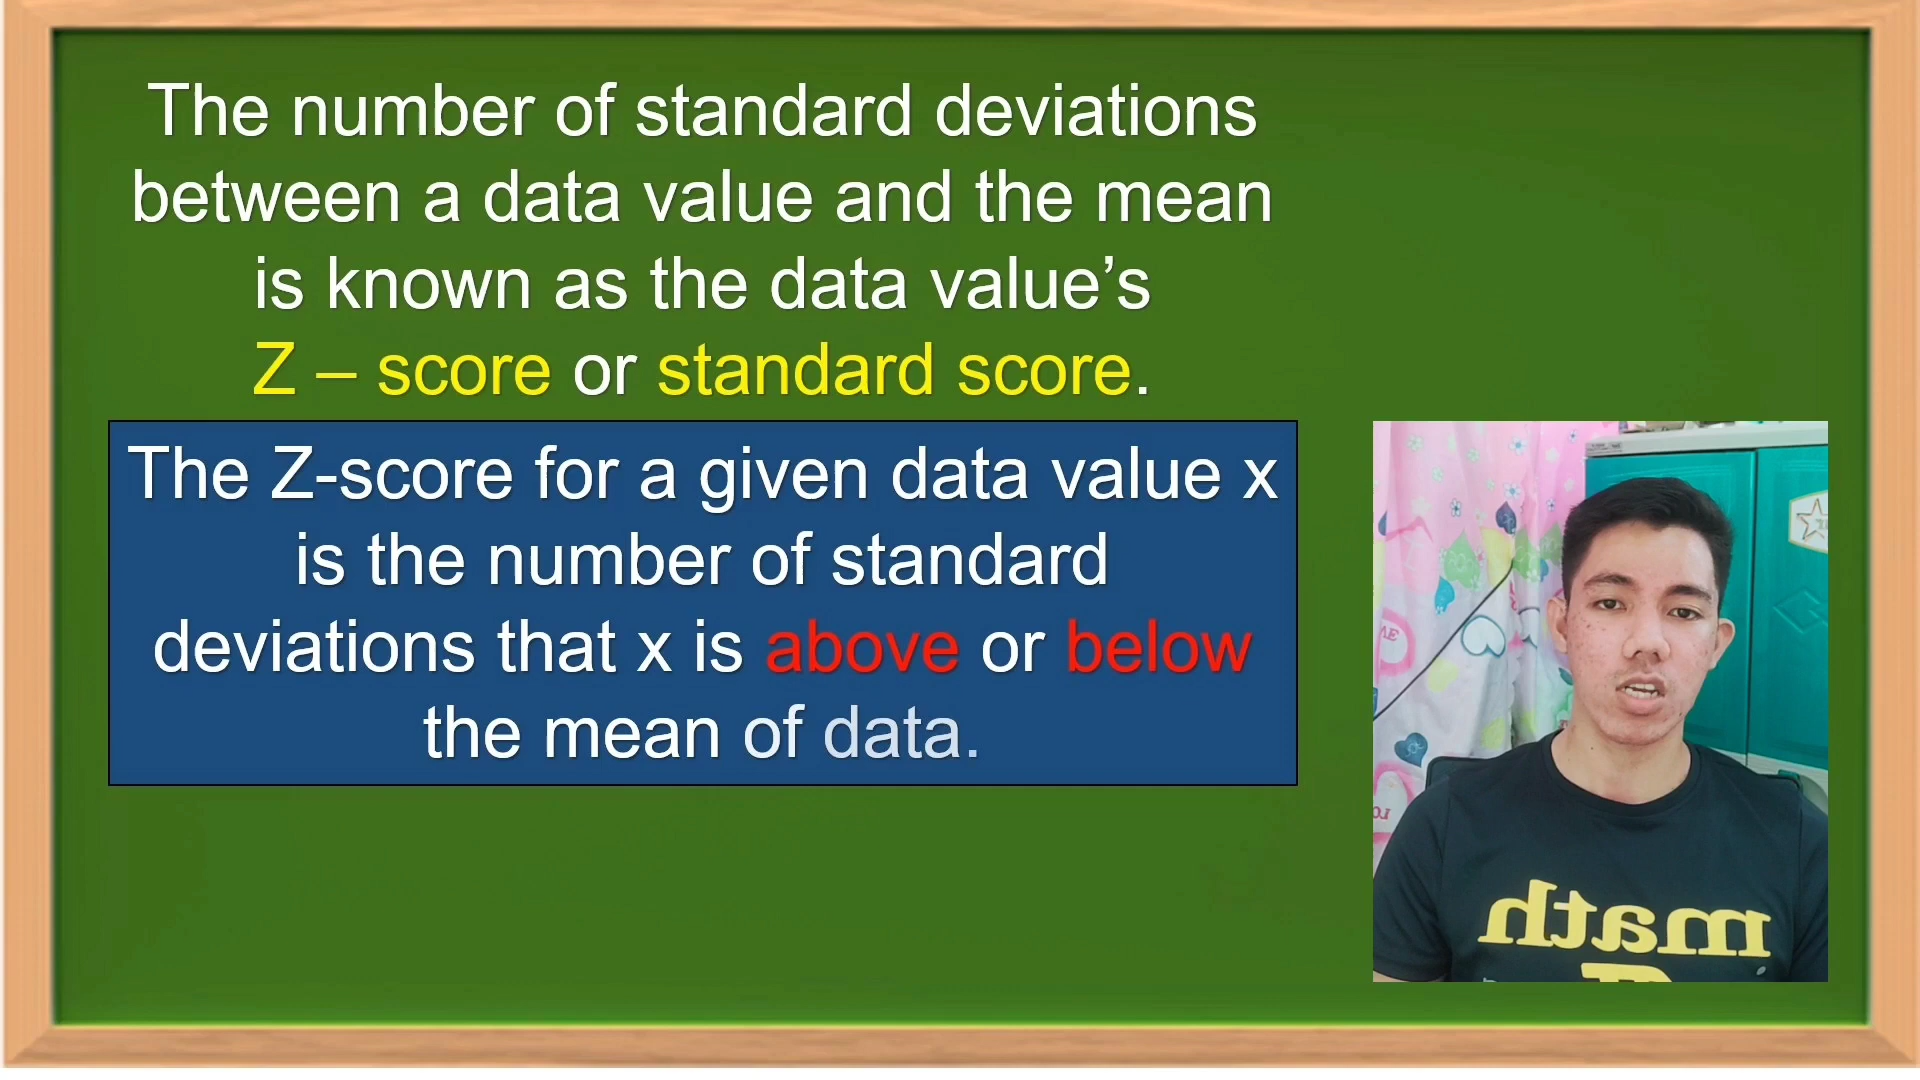 The number of standard deviations
between a data value and the mean
is known as the data value’s
Z – score or standard score.
The Z-score for a given data value x
is the number of standard
deviations that x is above or below
the mean of data.
math